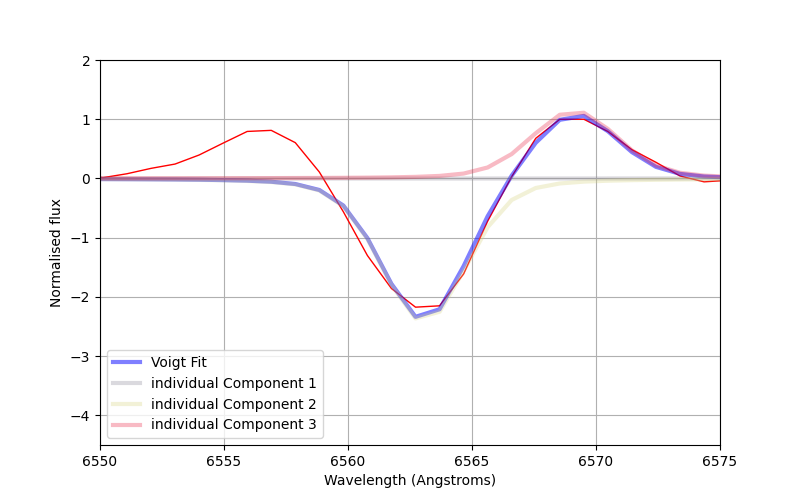 2
1
0
−1
−2
−3
−4
Normalised flux
Voigt Fit
individual Component 1
individual Component 2
individual Component 3
6550 6555 6560 6565 6570 6575
Wavelength (Angstroms)